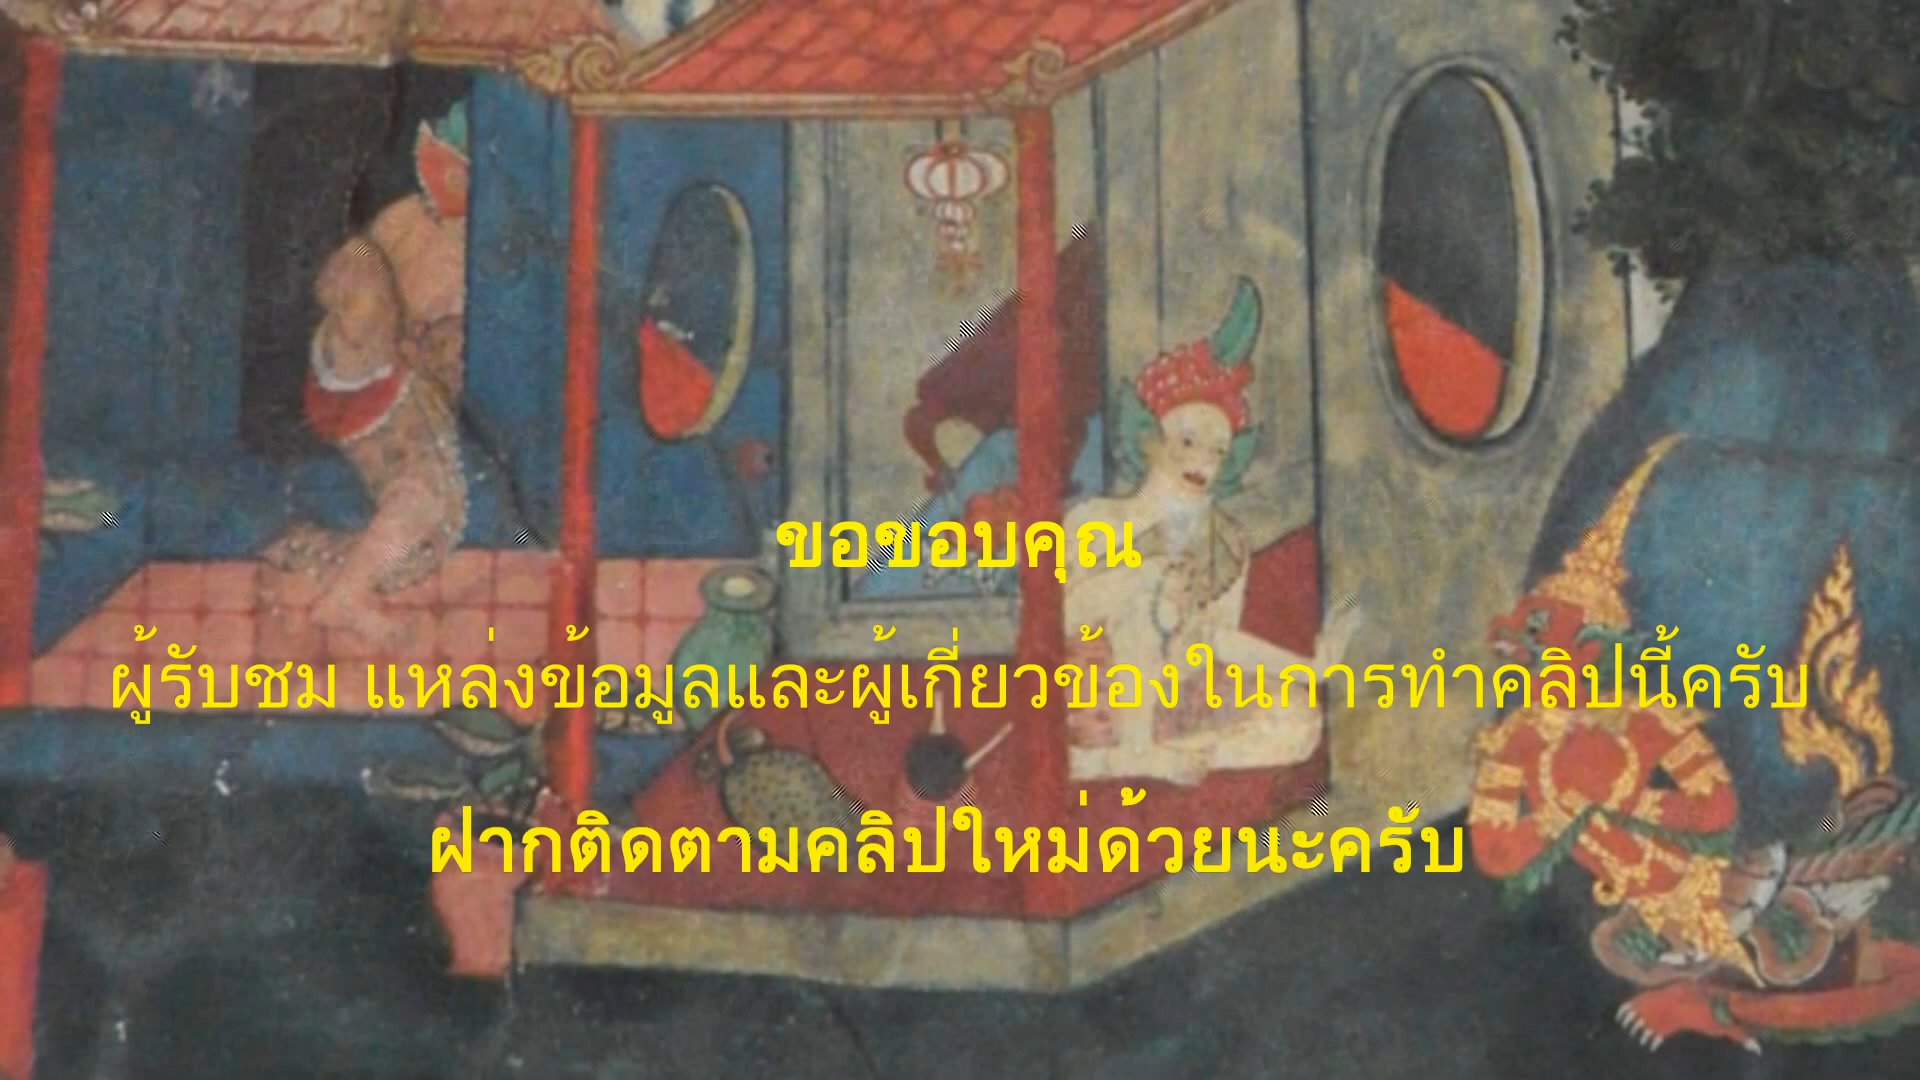 ขอขอบคุณ
ผู้รับชม แหล่งข้อมูลและผู้เกี่ยวข้องในการทำคลิปนี้ครับ
ฝากติดตามคลิปใหม่ด้วยนะครับ